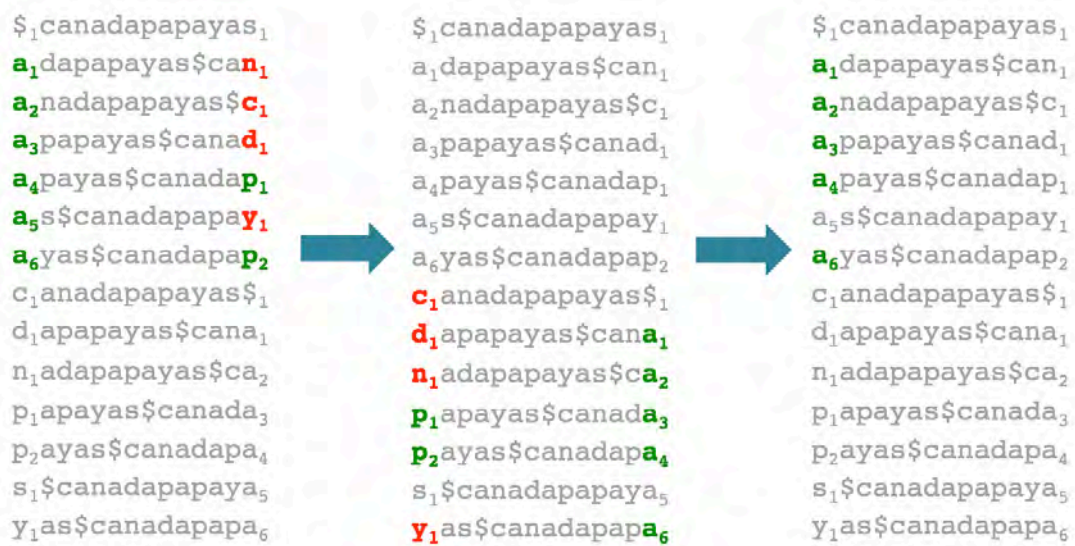 $₁canadapapayas₁ $₁canadapapayas₁ $₁canadapapayas₁
a₁dapapayas$can₁ a₁dapapayas$can₁ a₁dapapayas$can₁
a₂nadapapayas$c₁ a₂nadapapayas$c₁ a₂nadapapayas$c₁
a₃papayas$canad₁ a₃papayas$canad₁ a₃papayas$canad₁
a₄payas$canadap₁ a₄payas$canadap₁ a₄payas$canadap₁
a₅s$canadapapay₁ a₅s$canadapapay₁ a₅s$canadapapay₁
a₆yas$canadapap₂ a₆yas$canadapap₂ a₆yas$canadapap₂
c₁anadapapayas$₁ c₁anadapapayas$₁ c₁anadapapayas$₁
d₁apapayas$cana₁ d₁apapayas$cana₁ d₁apapayas$cana₁
n₁adapapayas$ca₂ n₁adapapayas$ca₂ n₁adapapayas$ca₂
p₁apayas$canada₃ p₁apayas$canada₃ p₁apayas$canada₃
p₂ayas$canadapa₄ p₂ayas$canadapa₄ p₂ayas$canadapa₄
s₁$canadapapaya₅ s₁$canadapapaya₅ s₁$canadapapaya₅
y₁as$canadapapa₆ y₁as$canadapapa₆ y₁as$canadapapa₆